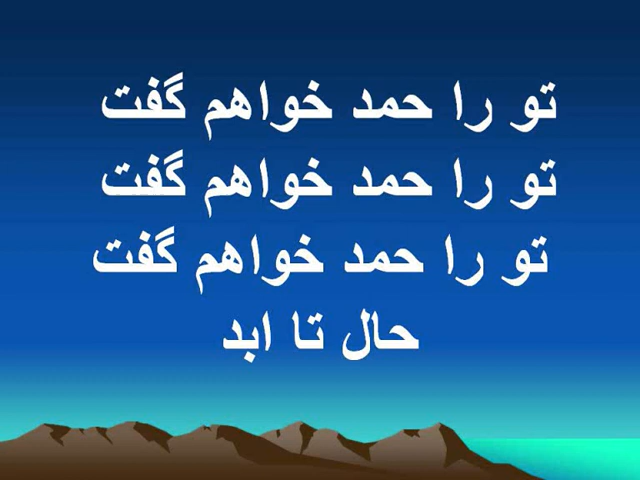 تو را حمد خواهم گفت
تو را حمد خواهم گفت
تو را حمد خواهم گفت
حال تا ابد